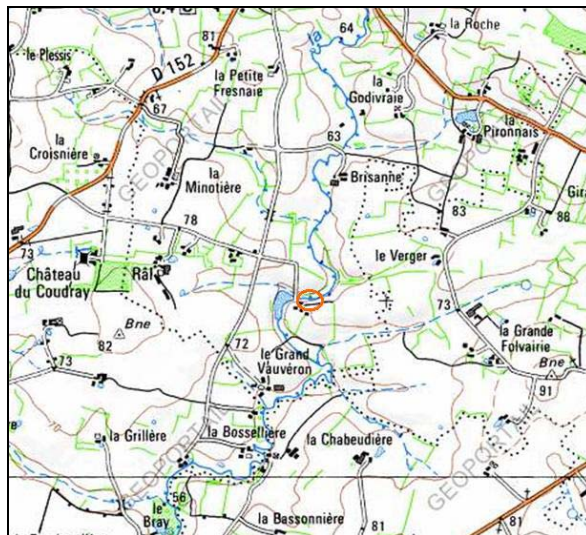 64
la Roche
81
le Plessis
D 152
la Petite
Fresnaie
la
Godivraie
67
la
Pironnais
63
la
Croisnière
la
Minotière
Brisanne
GEOPORTAIL
78
83
88
73
le Verger
Château
du Coudray
Râl
73
Bne
82
la Grande
Folvairie
72
le Grand
Vauvéron
73
Bne
91
la Grillère
la Bossellière
la Chabeudière
GEOPORTAIL
8
56
le
Bray
la Bassonnière
81
81